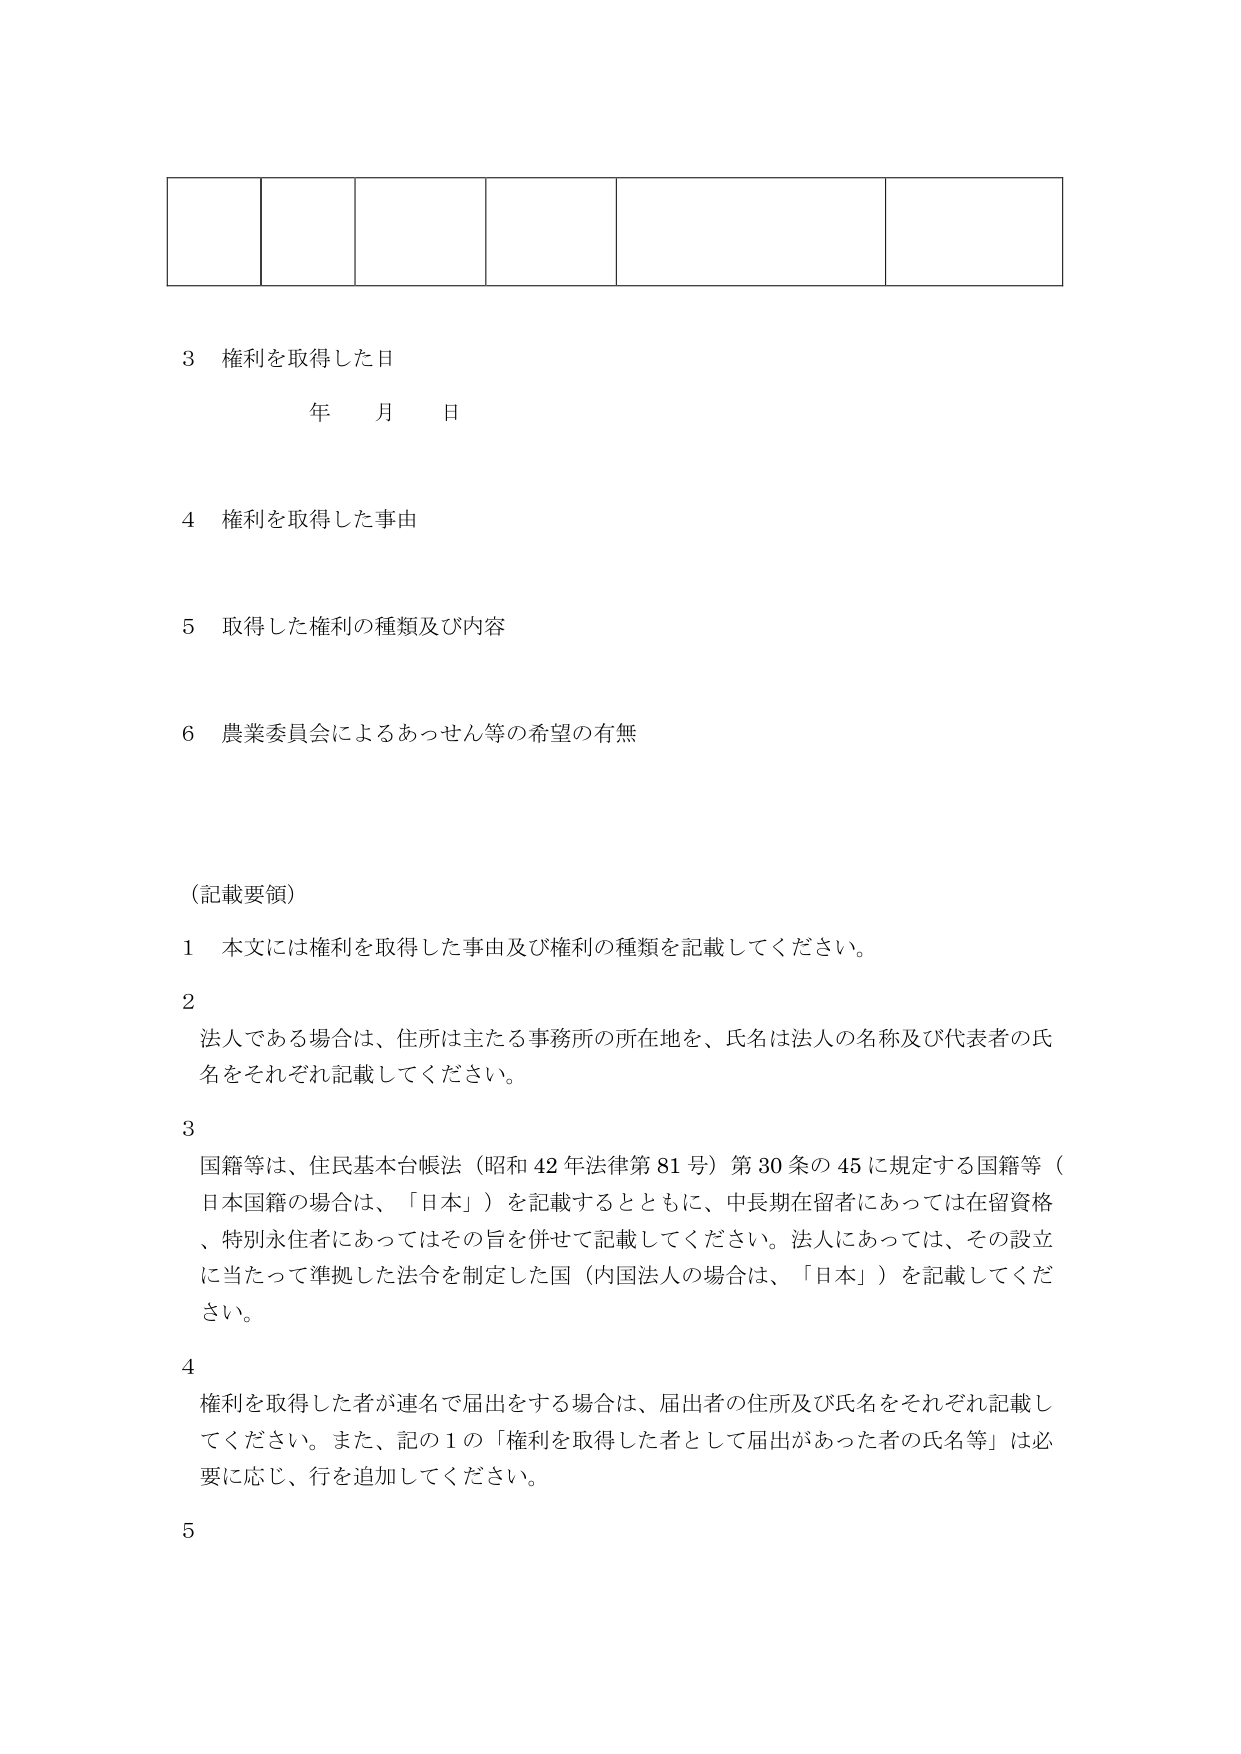 ３　権利を取得した日
年　　月　　日
４　権利を取得した事由
５　取得した権利の種類及び内容
６　農業委員会によるあっせん等の希望の有無
（記載要領）
１　本文には権利を取得した事由及び権利の種類を記載してください。
２
法人である場合は、住所は主たる事務所の所在地を、氏名は法人の名称及び代表者の氏
名をそれぞれ記載してください。
３
国籍等は、住民基本台帳法（昭和 42 年法律第 81 号）第 30 条の 45 に規定する国籍等（
日本国籍の場合は、「日本」）を記載するとともに、中長期在留者にあっては在留資格
、特別永住者にあってはその旨を併せて記載してください。法人にあっては、その設立
に当たって準拠した法令を制定した国（内国法人の場合は、「日本」）を記載してくだ
さい。
４
権利を取得した者が連名で届出をする場合は、届出者の住所及び氏名をそれぞれ記載し
てください。また、記の１の「権利を取得した者として届出があった者の氏名等」は必
要に応じ、行を追加してください。
５